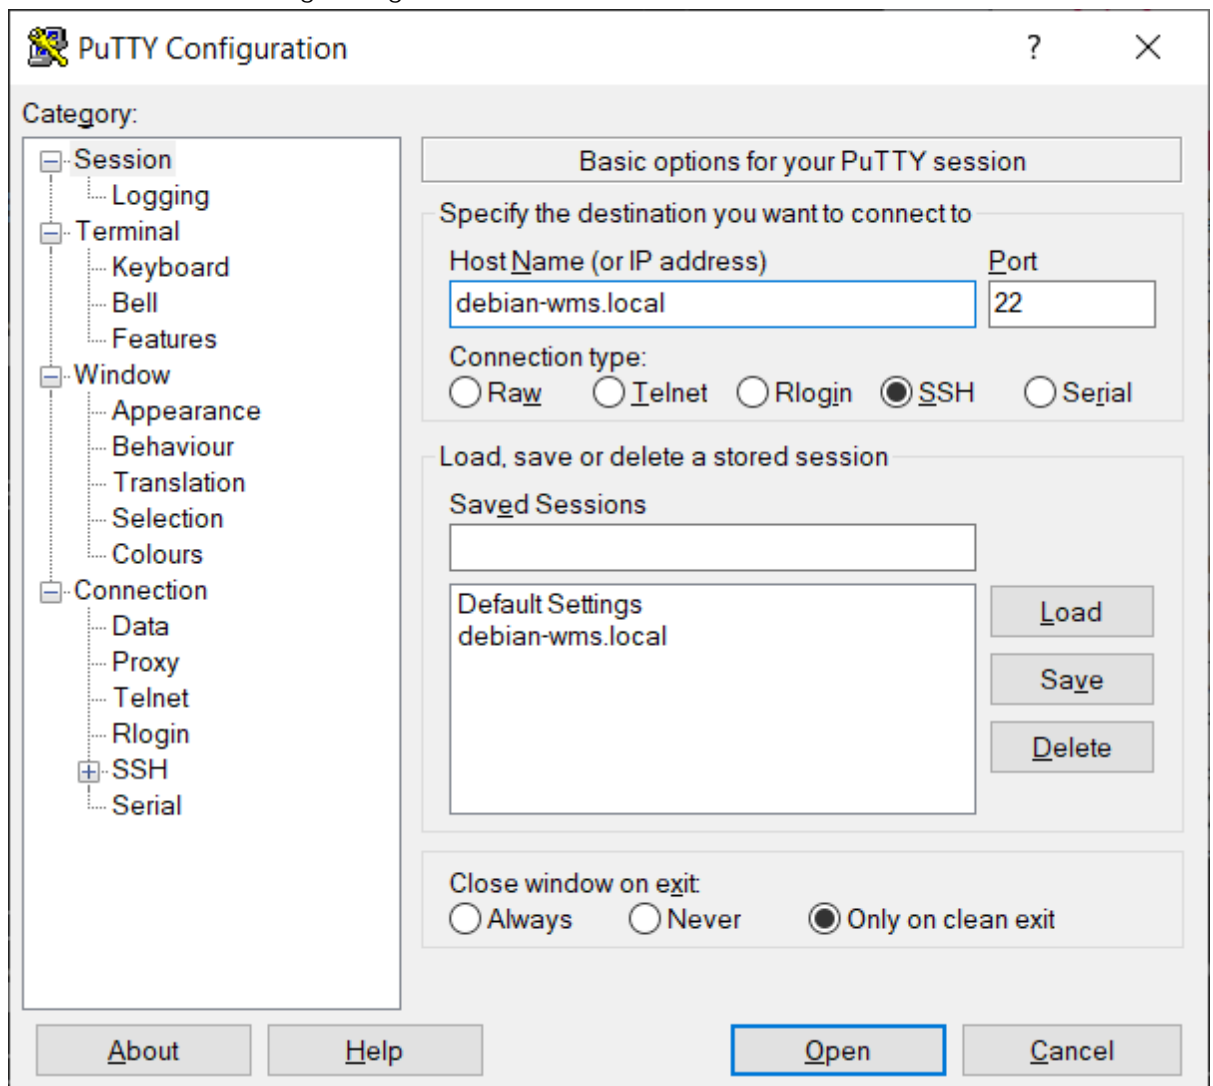 PuTTY Configuration
?
Category:
Session
Logging
Terminal
Keyboard
Bell
Features
Window
Appearance
Behaviour
Translation
Selection
Colours
Connection
Data
Proxy
Telnet
Rlogin
SSH
Serial
Basic options for your PuTTY session
Specify the destination you want to connect to
Host Name (or IP address) Port
debian-wms.local 22
Connection type:
Raw Telnet Rlogin SSH Serial
Load, save or delete a stored session
Saved Sessions
Default Settings
debian-wms.local
Load
Save
Delete
Close window on exit:
Always Never Only on clean exit
About Help Open Cancel